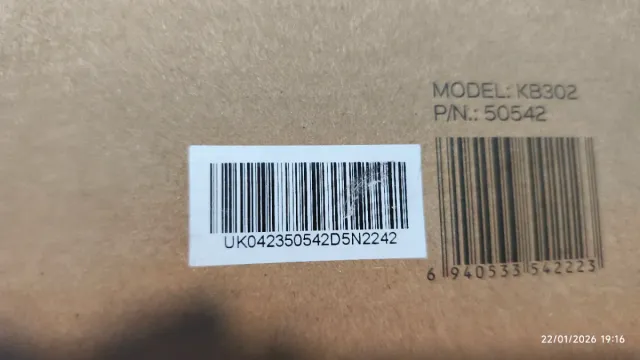 MODEL: KB302
P/N.: 50542
UK042350542D5N2242
6 940533 542223
22/01/2026 19:16